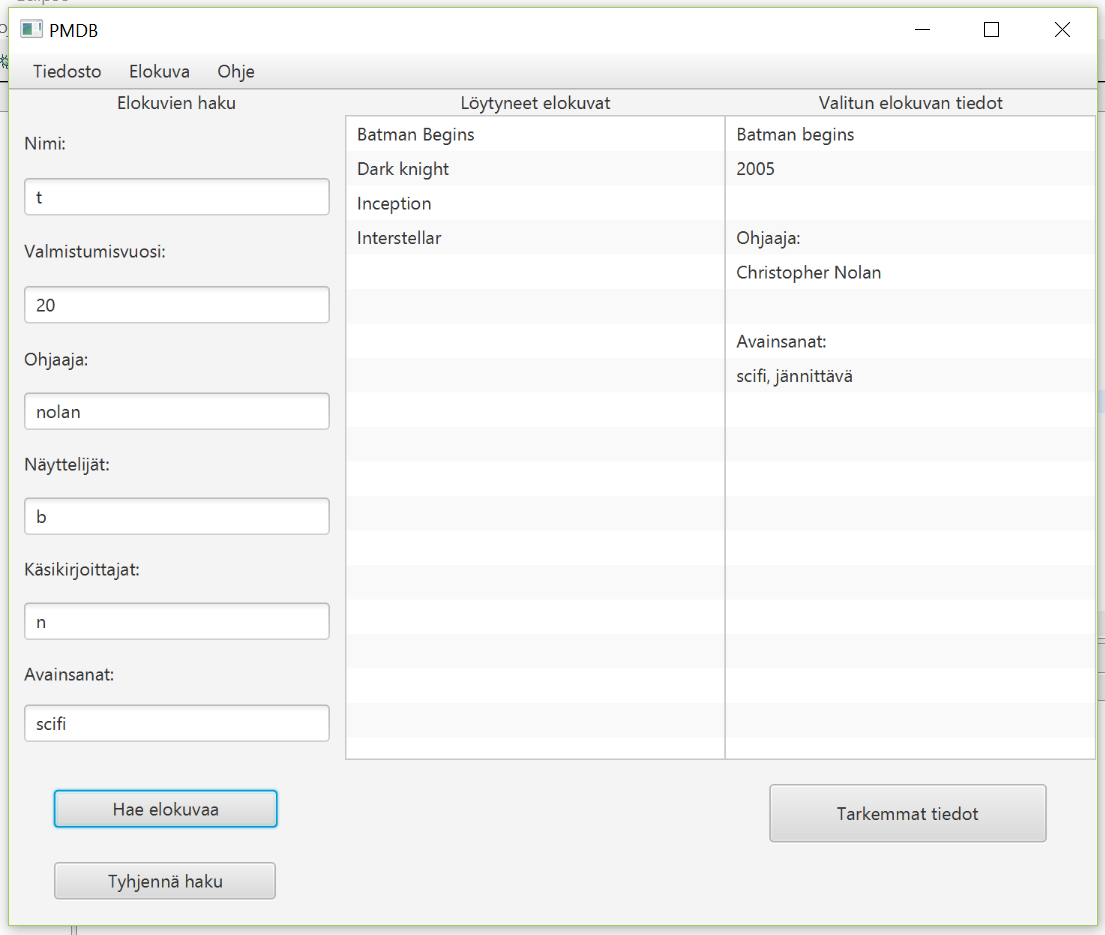 PMDB
Tiedosto Elokuva Ohje
Elokuvien haku
Nimi:
t
Valmistumisvuosi:
20
Ohjaaja:
nolan
Näyttelijät:
b
Käsikirjoittajat:
n
Avainsanat:
scifi
Hae elokuvaa
Tyhjennä haku
Löytyneet elokuvat
Batman Begins
Dark knight
Inception
Interstellar
Valitun elokuvan tiedot
Batman begins
2005
Ohjaaja:
Christopher Nolan
Avainsanat:
scifi, jännittävä
Tarkemmat tiedot